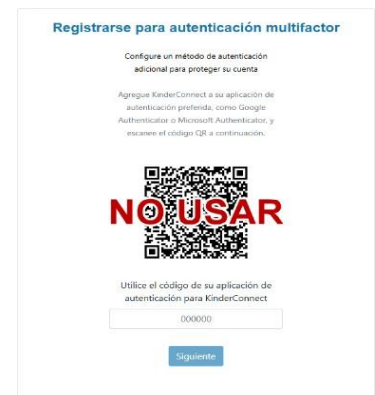 Registrarse para autenticación multifactor
Configure un método de autenticación
adicional para proteger su cuenta
Agregue KinderConnect a su aplicación de
autenticación preferida, como Google
Authenticator o Microsoft Authenticator, y
escanee el código QR a continuación.
NO USAR
Utilice el código de su aplicación de
autenticación para KinderConnect
000000
Siguiente